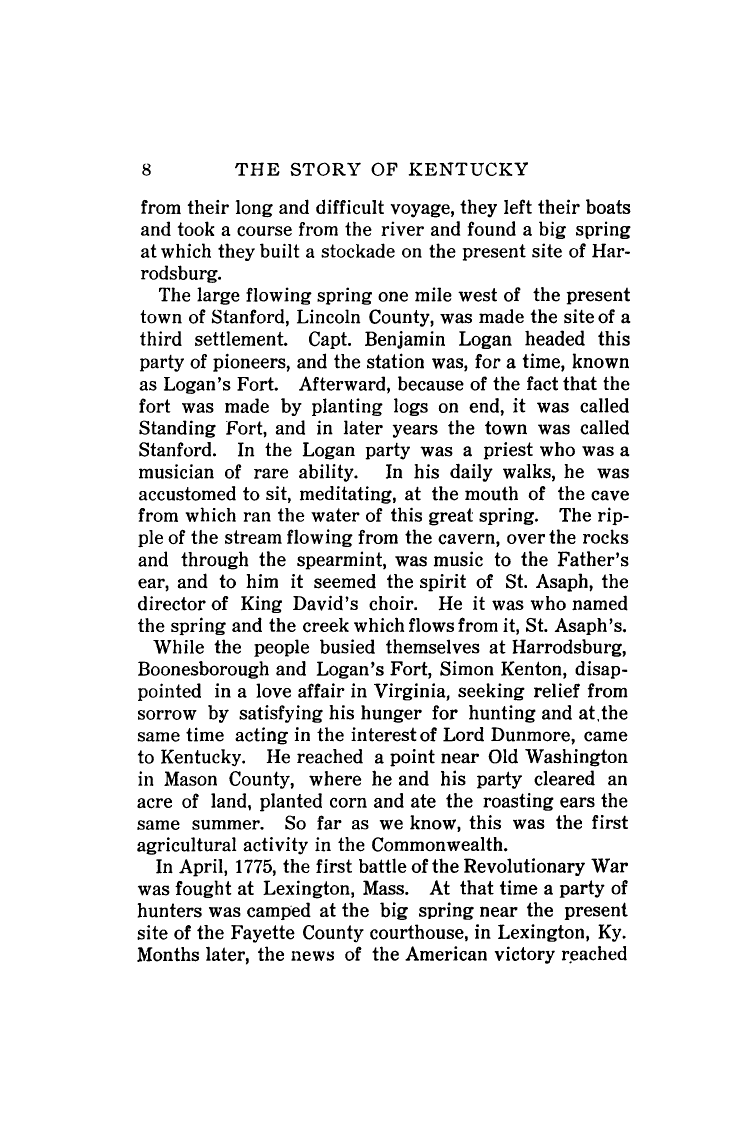 8 THE STORY OF KENTUCKY
from their long and difficult voyage, they left their boats
and took a course from the river and found a big spring
at which they built a stockade on the present site of Har-
rodsburg.
The large flowing spring one mile west of the present
town of Stanford, Lincoln County, was made the site of a
third settlement. Capt. Benjamin Logan headed this
party of pioneers, and the station was, for a time, known
as Logan's Fort. Afterward, because of the fact that the
fort was made by planting logs on end, it was called
Standing Fort, and in later years the town was called
Stanford. In the Logan party was a priest who was a
musician of rare ability. In his daily walks, he was
accustomed to sit, meditating, at the mouth of the cave
from which ran the water of this great spring. The rip-
ple of the stream flowing from the cavern, over the rocks
and through the spearmint, was music to the Father's
ear, and to him it seemed the spirit of St. Asaph, the
director of King David's choir. He it was who named
the spring and the creek which flows from it, St. Asaph's.
While the people busied themselves at Harrodsburg,
Boonesborough and Logan's Fort, Simon Kenton, disap-
pointed in a love affair in Virginia, seeking relief from
sorrow by satisfying his hunger for hunting and at the
same time acting in the interest of Lord Dunmore, came
to Kentucky. He reached a point near Old Washington
in Mason County, where he and his party cleared an
acre of land, planted corn and ate the roasting ears the
same summer. So far as we know, this was the first
agricultural activity in the Commonwealth.
In April, 1775, the first battle of the Revolutionary War
was fought at Lexington, Mass. At that time a party of
hunters was camped at the big spring near the present
site of the Fayette County courthouse, in Lexington, Ky.
Months later, the news of the American victory reached